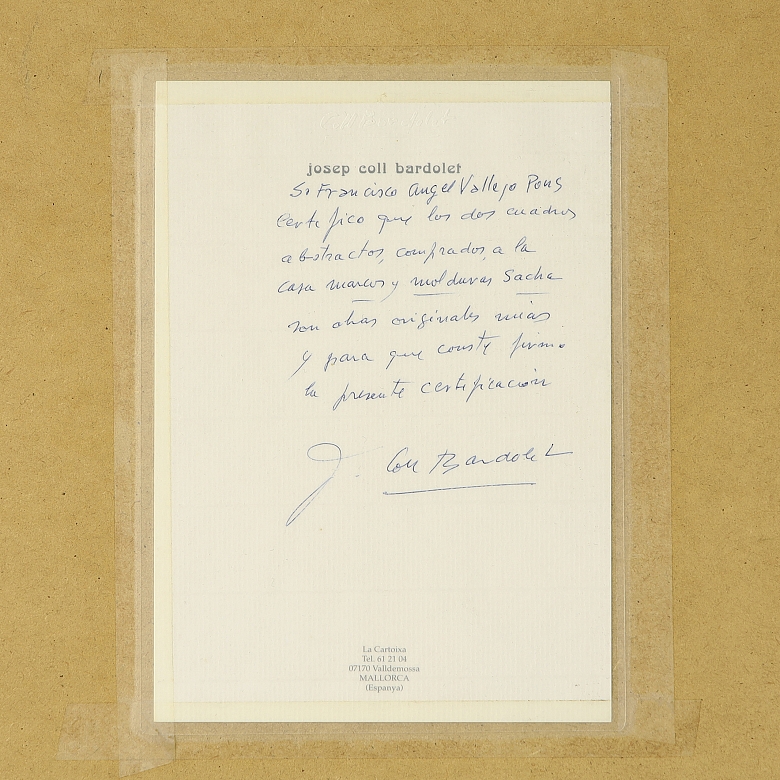 josep coll bardolet
Sr Francisco Angel Vallejo Pons
Certifico que los dos cuadros
abstractos, comprados, a la
casa marcos y molduras Sacha
son obras originales mias
y para que conste firmo
la presente certificación
J. Coll Bardolet
La Cartoixa
Tel. 61 21 04
07170 Valldemossa
MALLORCA
(Espanya)